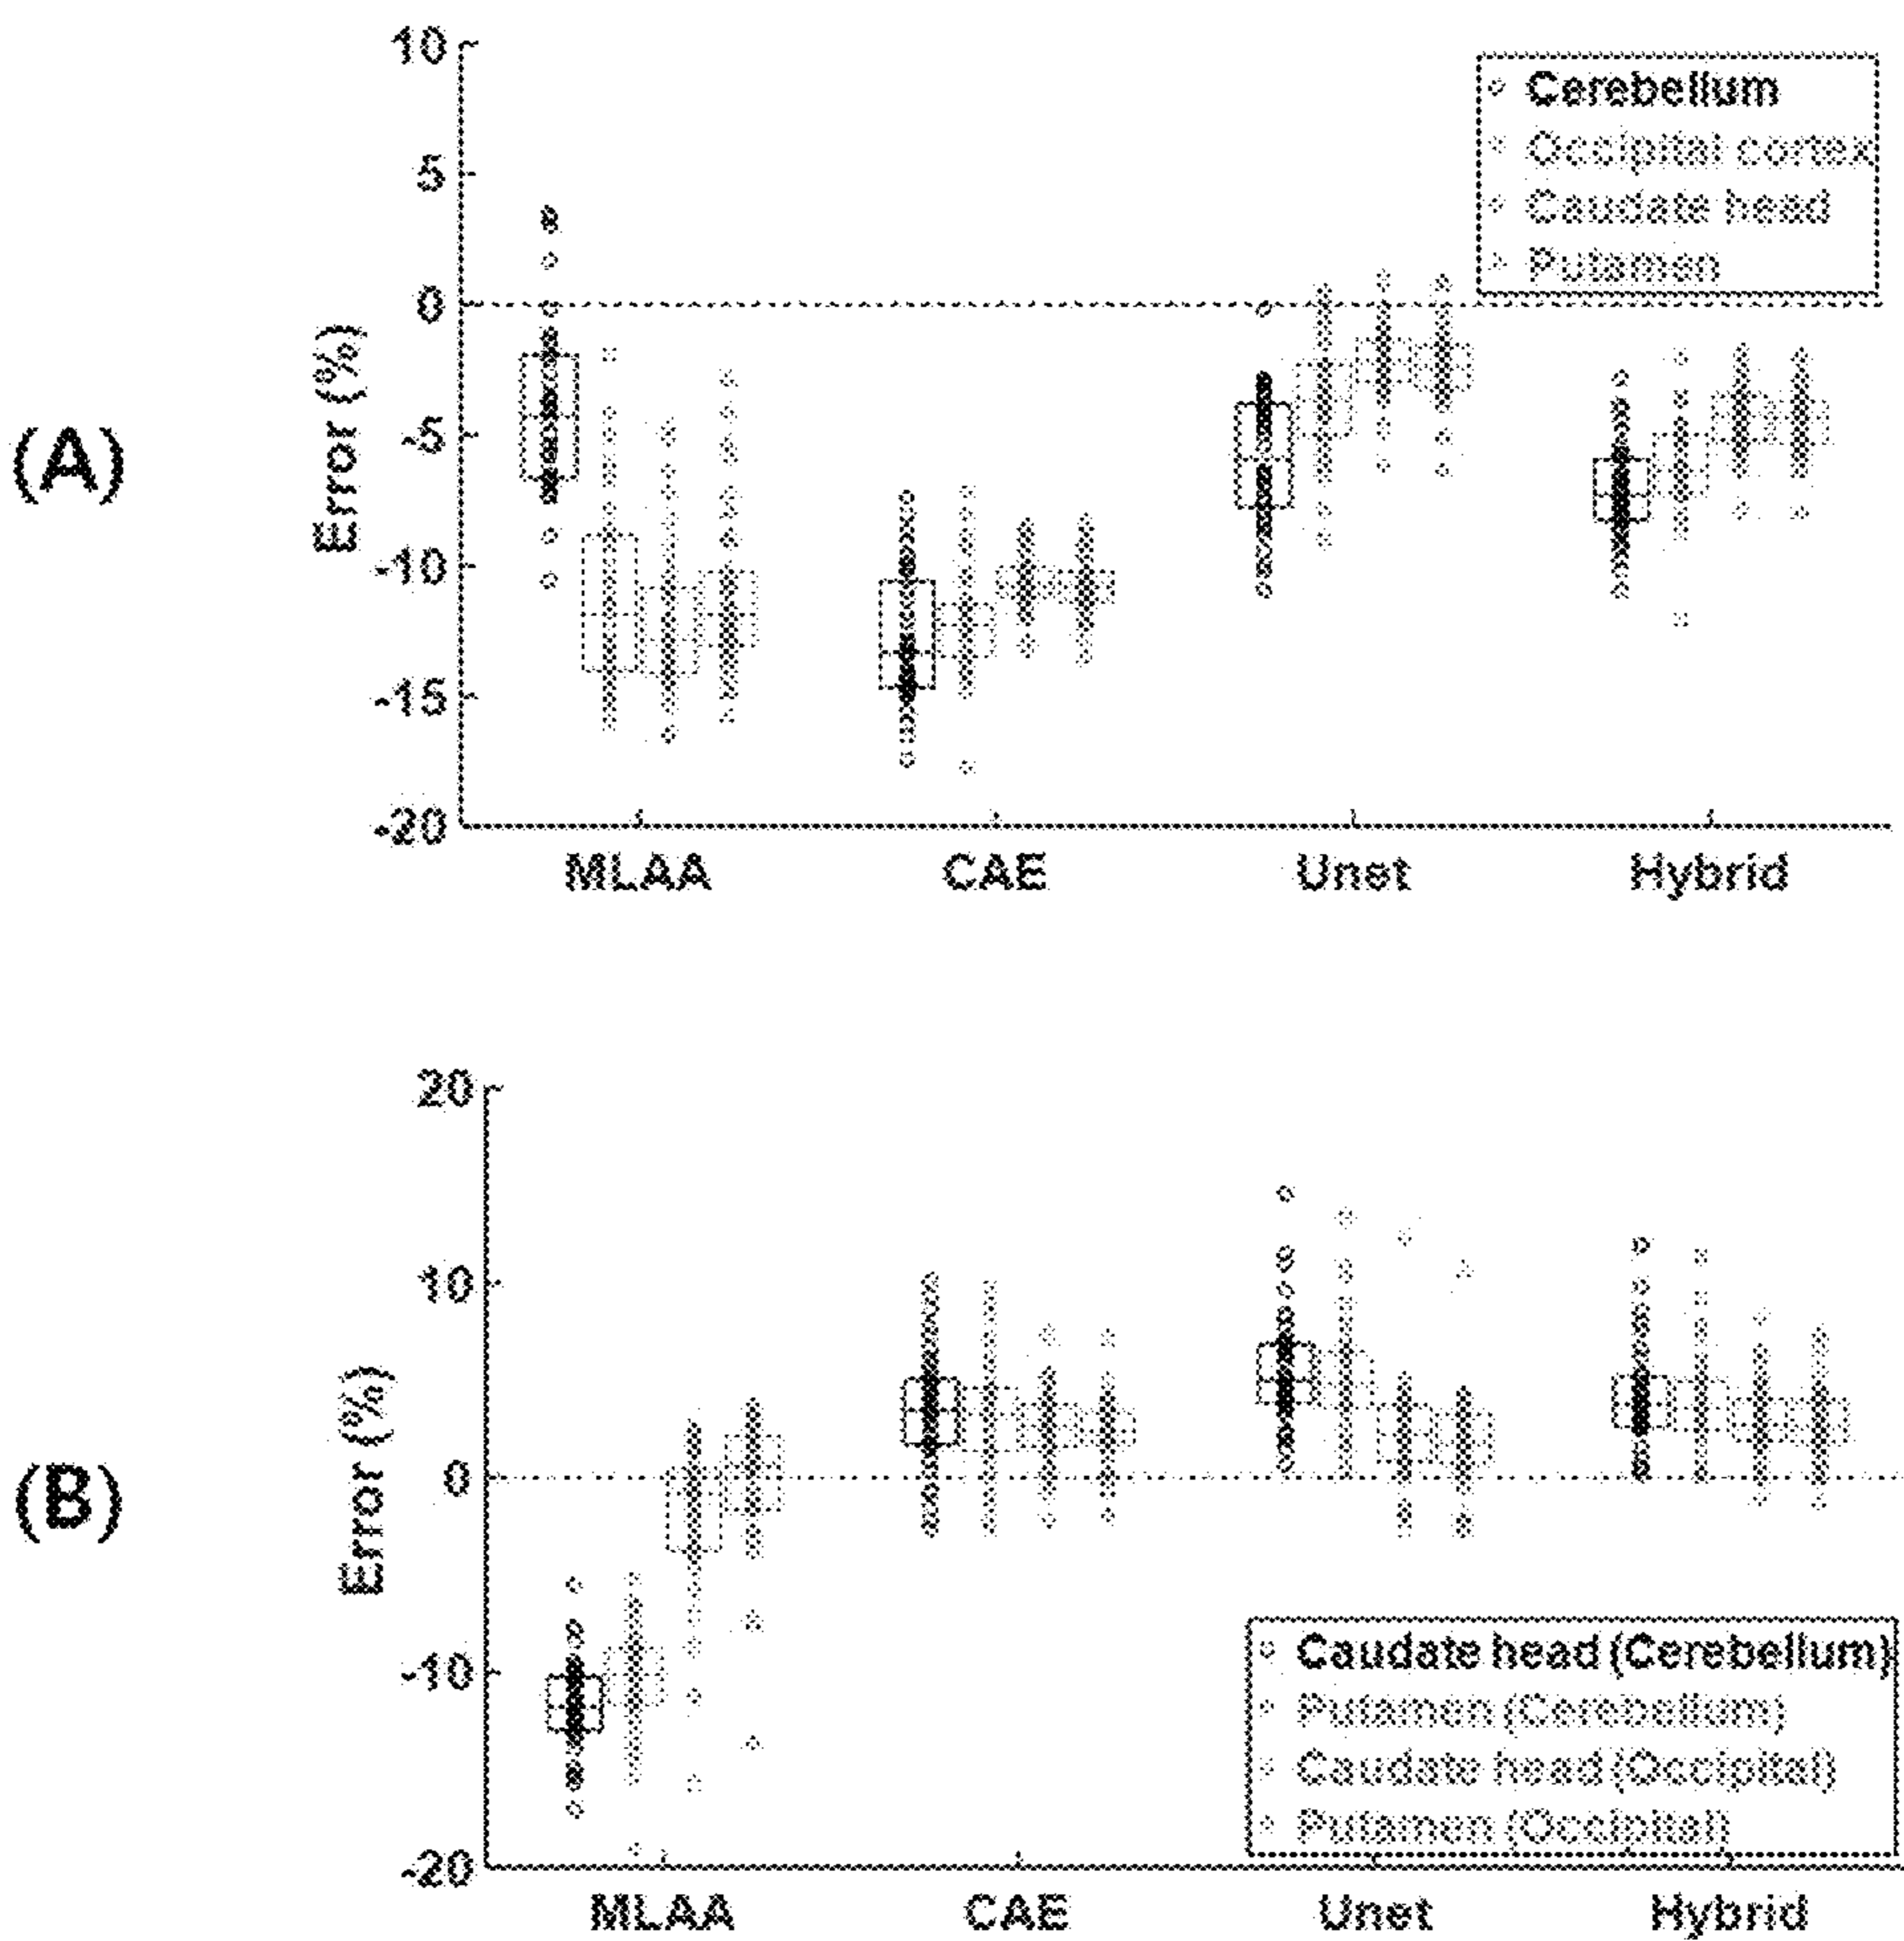 (A)
Error (%)
10
5
0
-5
-10
-15
-20
Cerebellum
Occipital cortex
Caudate head
Putamen
MLAA CAE Unet Hybrid
(B)
Error (%)
20
10
0
-10
-20
Caudate head (Cerebellum)
Putamen (Cerebellum)
Caudate head (Occipital)
Putamen (Occipital)
MLAA CAE Unet Hybrid